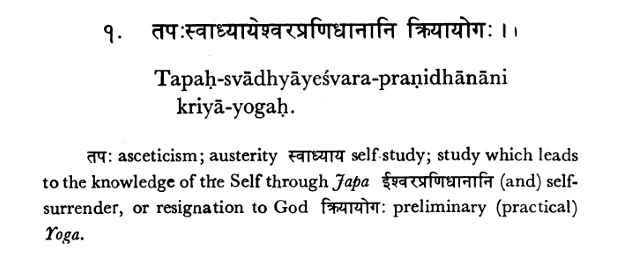 १. तपःस्वाध्यायेश्वरप्रणिधानानि क्रियायोगः ।।
Tapaḥ-svādhyāyeśvara-praṇidhānāni
kriyā-yogaḥ.
तपः asceticism; austerity स्वाध्याय self-study; study which leads
to the knowledge of the Self through Japa ईश्वरप्रणिधानानि (and) self-
surrender, or resignation to God क्रियायोगः preliminary (practical)
Yoga.